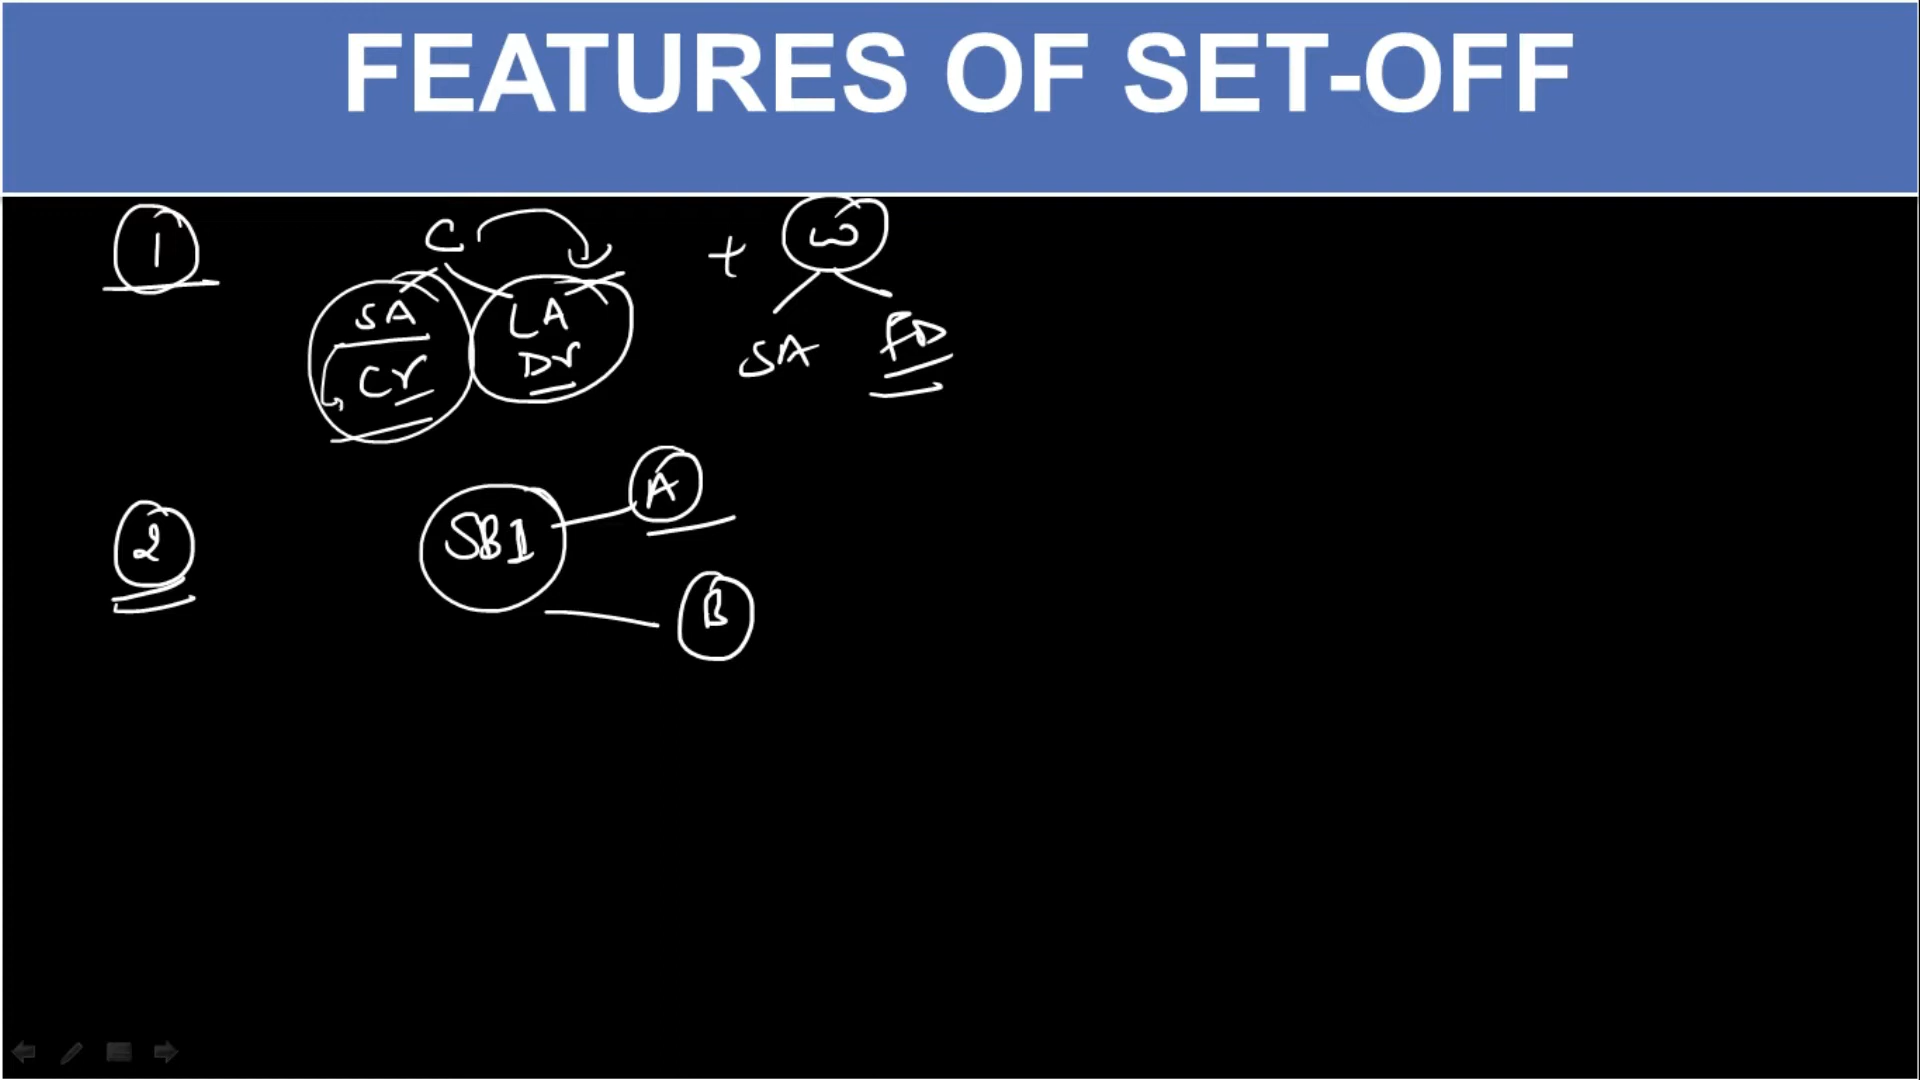 FEATURES OF SET-OFF
1 C + W
SA LA
Cr Dr
SA FD
A
2 SBI
B